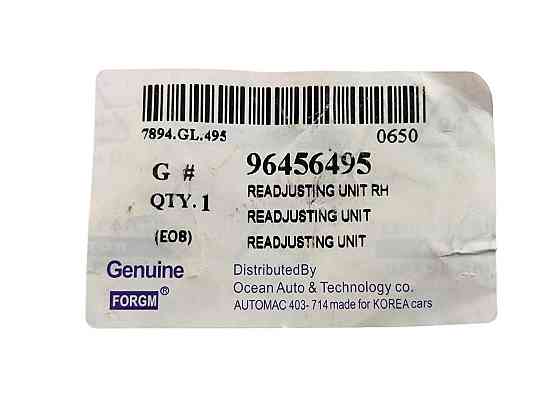 7894.GL.495 0650
G # 96456495
READJUSTING UNIT RH
QTY.1 READJUSTING UNIT
(EO8) READJUSTING UNIT
Genuine DistributedBy
FORGM® Ocean Auto & Technology co.
AUTOMAC 403-714 made for KOREA cars